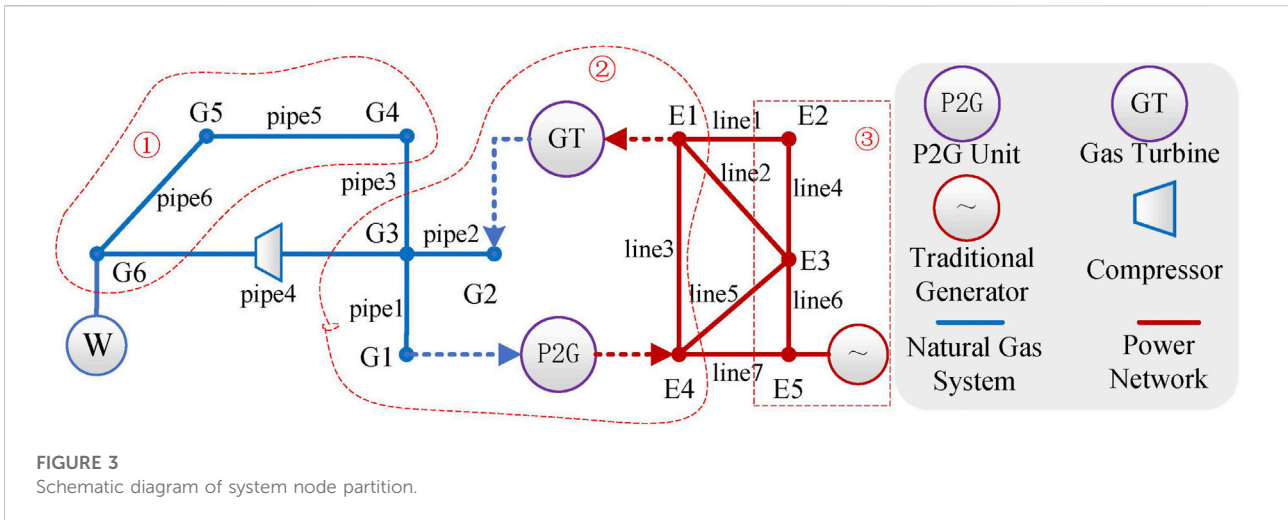 ②
G5
pipe5
G4
①
GT
E1
line1
E2
③
pipe6
pipe3
line2
line4
G3
pipe2
G6
line3
E3
pipe4
G2
line5
line6
pipe1
W
G1
P2G
~
E4
line7
E5
P2G
GT
P2G Unit
Gas Turbine
~
Traditional
Generator
Compressor
Natural Gas
System
Power
Network
FIGURE 3
Schematic diagram of system node partition.